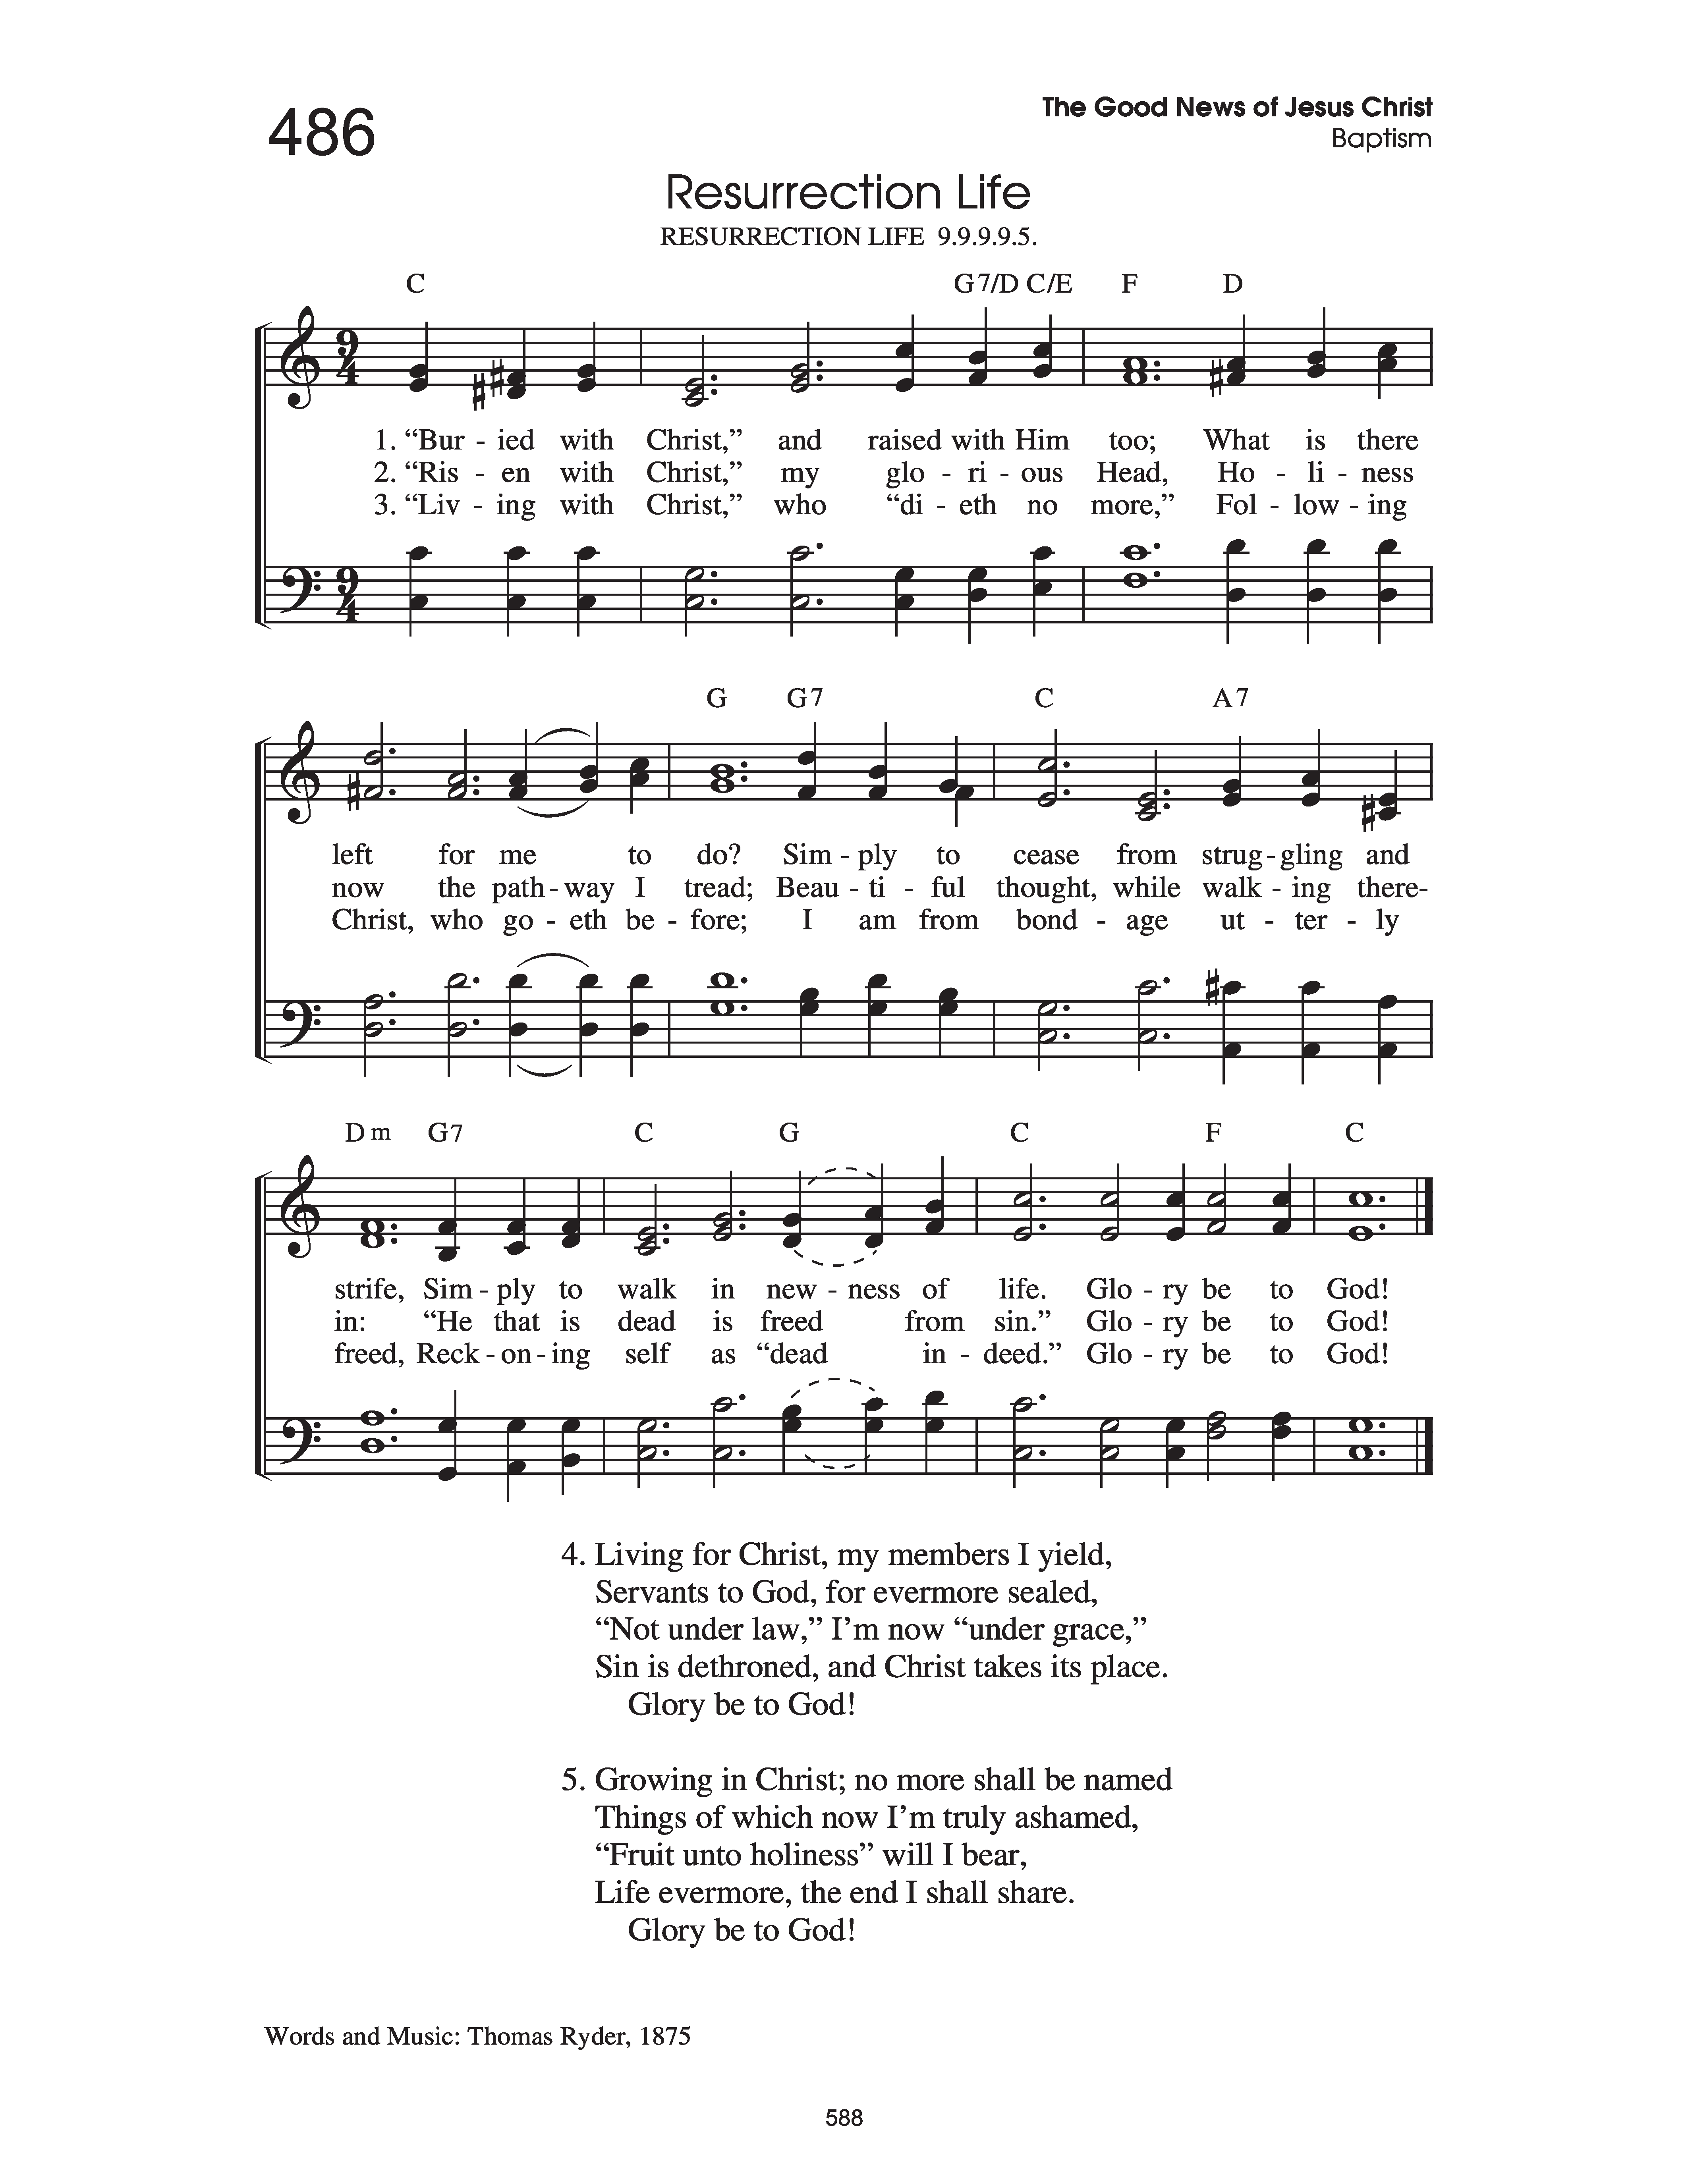 486
The Good News of Jesus Christ
Baptism
Resurrection Life
RESURRECTION LIFE 9.9.9.9.5.
C G7/D C/E F D
9
4
1. “Bur - ied with Christ,” and raised with Him too; What is there
2. “Ris - en with Christ,” my glo - ri - ous Head, Ho - li - ness
3. “Liv - ing with Christ,” who “di - eth no more,” Fol - low - ing
9
4
G G7 C A7
left for me to do? Sim - ply to cease from strug - gling and
now the path - way I tread; Beau - ti - ful thought, while walk - ing there-
Christ, who go - eth be - fore; I am from bond - age ut - ter - ly
Dm G7 C G C F C
strife, Sim - ply to walk in new - ness of life. Glo - ry be to God!
in: “He that is dead is freed from sin.” Glo - ry be to God!
freed, Reck - on - ing self as “dead in - deed.” Glo - ry be to God!
4. Living for Christ, my members I yield,
Servants to God, for evermore sealed,
“Not under law,” I’m now “under grace,”
Sin is dethroned, and Christ takes its place.
Glory be to God!
5. Growing in Christ; no more shall be named
Things of which now I’m truly ashamed,
“Fruit unto holiness” will I bear,
Life evermore, the end I shall share.
Glory be to God!
Words and Music: Thomas Ryder, 1875
588